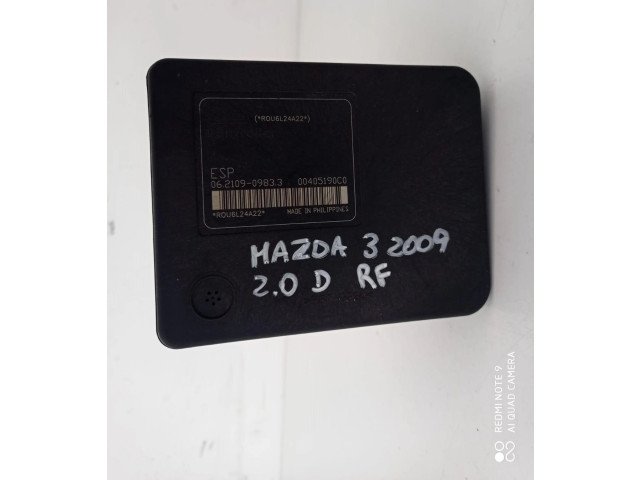 (*ROU6L24A22*)
ESP
06.2109-0983.3 00405190C0
*ROU6L24A22*
MADE IN PHILIPPINES
MAZDA 3 2009
2.0 D RF
REDMI NOTE 9
AI QUAD CAMERA